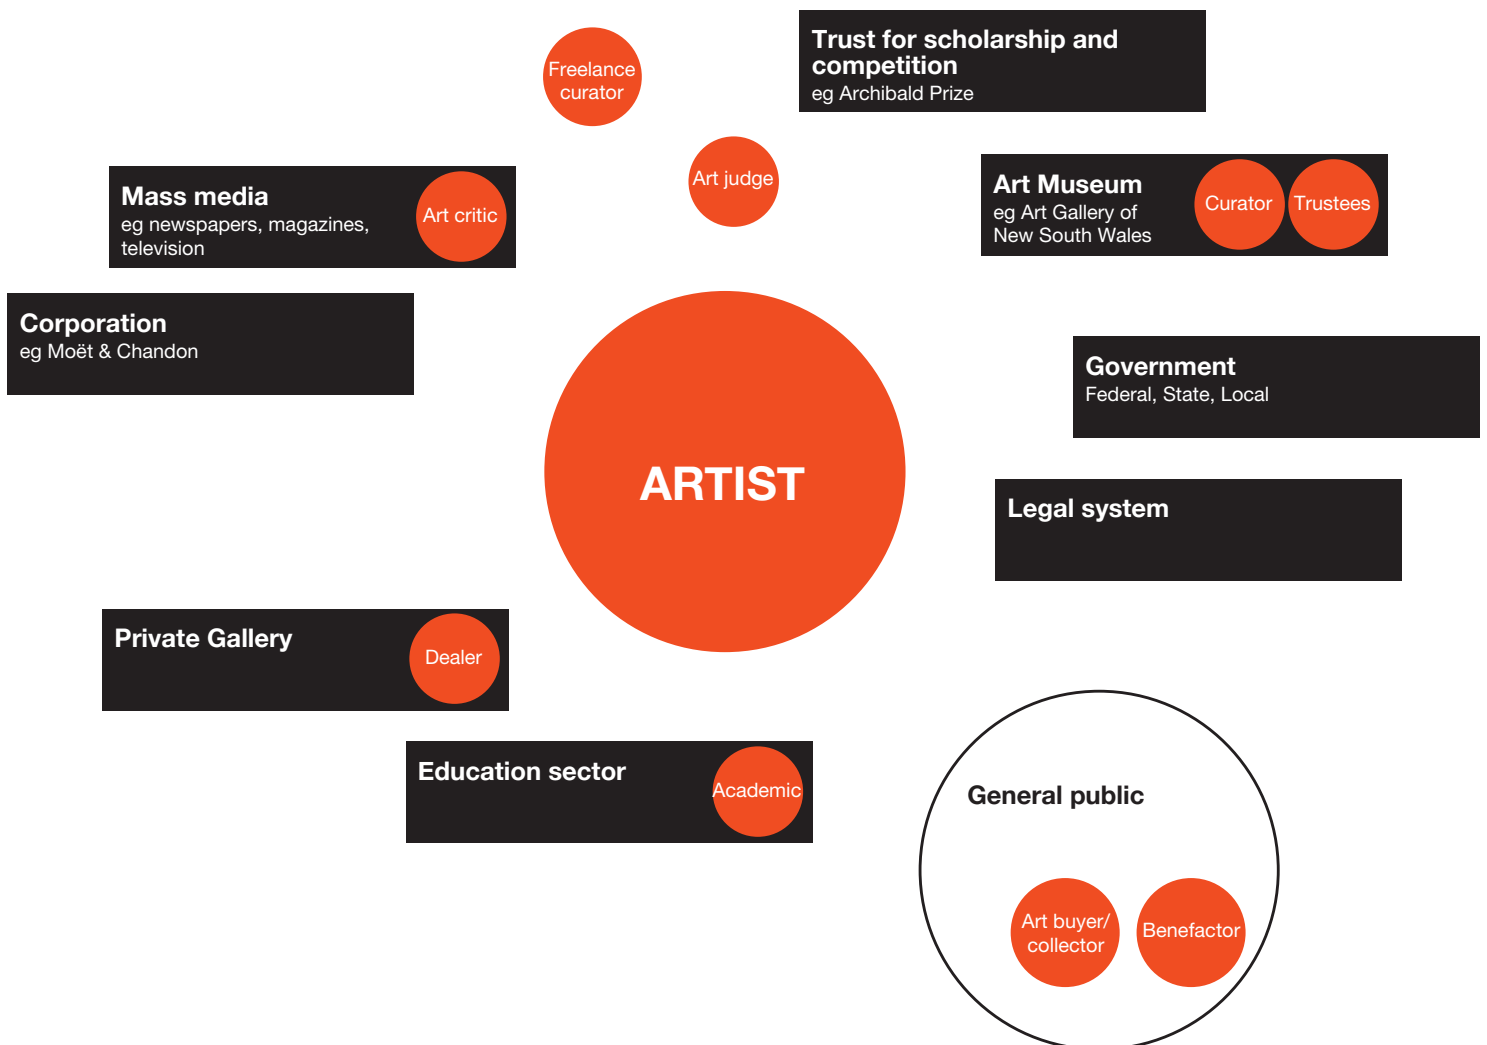 Freelance
curator
Trust for scholarship and
competition
eg Archibald Prize
Art judge
Mass media
eg newspapers, magazines,
television
Art critic
Art Museum
eg Art Gallery of
New South Wales
Curator
Trustees
Corporation
eg Moët & Chandon
Government
Federal, State, Local
ARTIST
Legal system
Private Gallery
Dealer
Education sector
Academic
General public
Art buyer/
collector
Benefactor